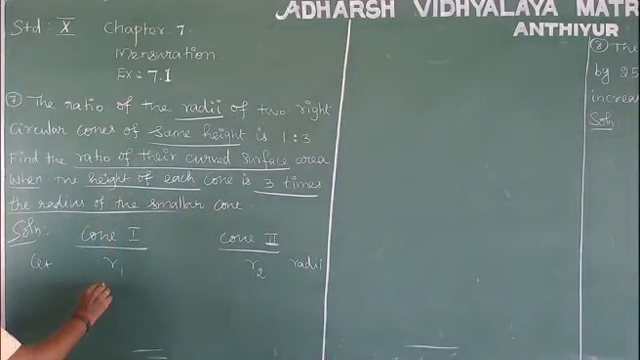 ADHARSH VIDHYALAYA MATR
ANTHIYUR
Std : X Chapter. 7
Mensuration.
Ex: 7.1
⑦ The ratio of the radii of two right
Circular cones of same height is 1:3
Find the ratio of their curved surface area
when the height of each cone is 3 times
the radius of the smaller cone.
Soln.
Cone I
Cone II
Let r₁ r₂ radii
⑧ The
by 25
increa
Soln.